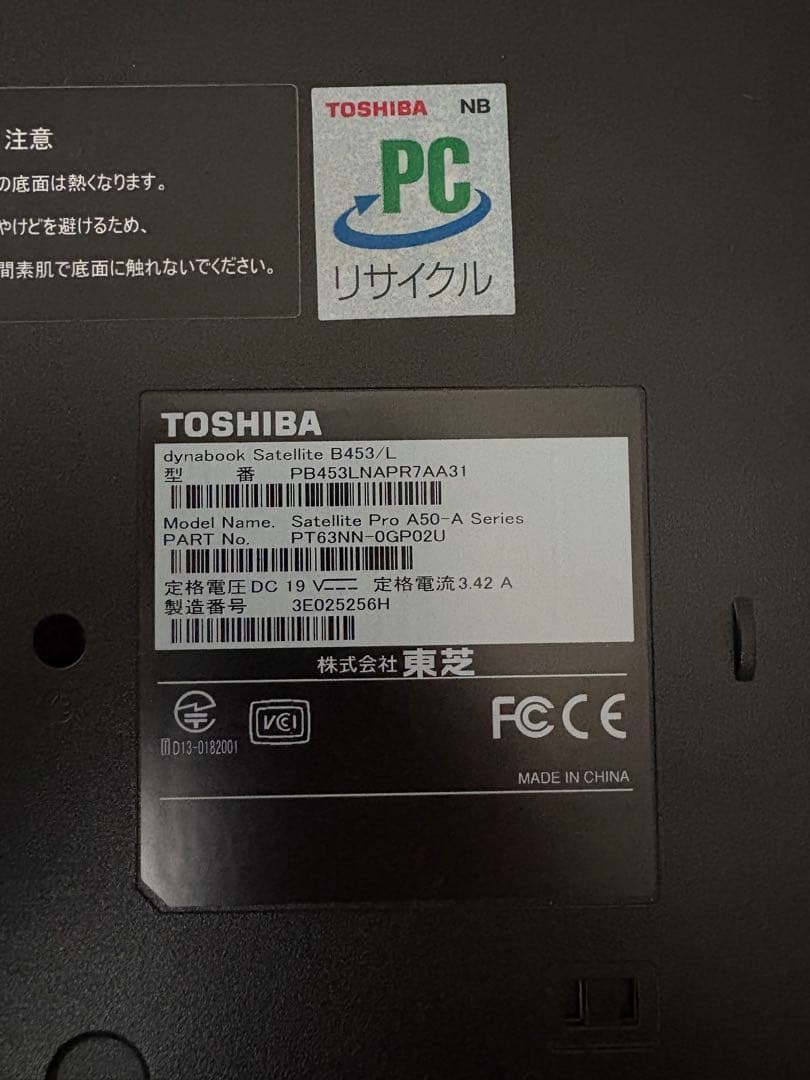 注意
の底面は熱くなります。
やけどを避けるため、
間素肌で底面に触れないでください。
TOSHIBA NB
PC
リサイクル
TOSHIBA
dynabook Satellite B453/L
型 番 PB453LNAPR7AA31
Model Name. Satellite Pro A50-A Series
PART No. PT63NN-0GP02U
定格電圧DC 19 V 定格電流3.42 A
製造番号 3E025256H
株式会社 東芝
VCI
FC CE
D13-0182001
MADE IN CHINA